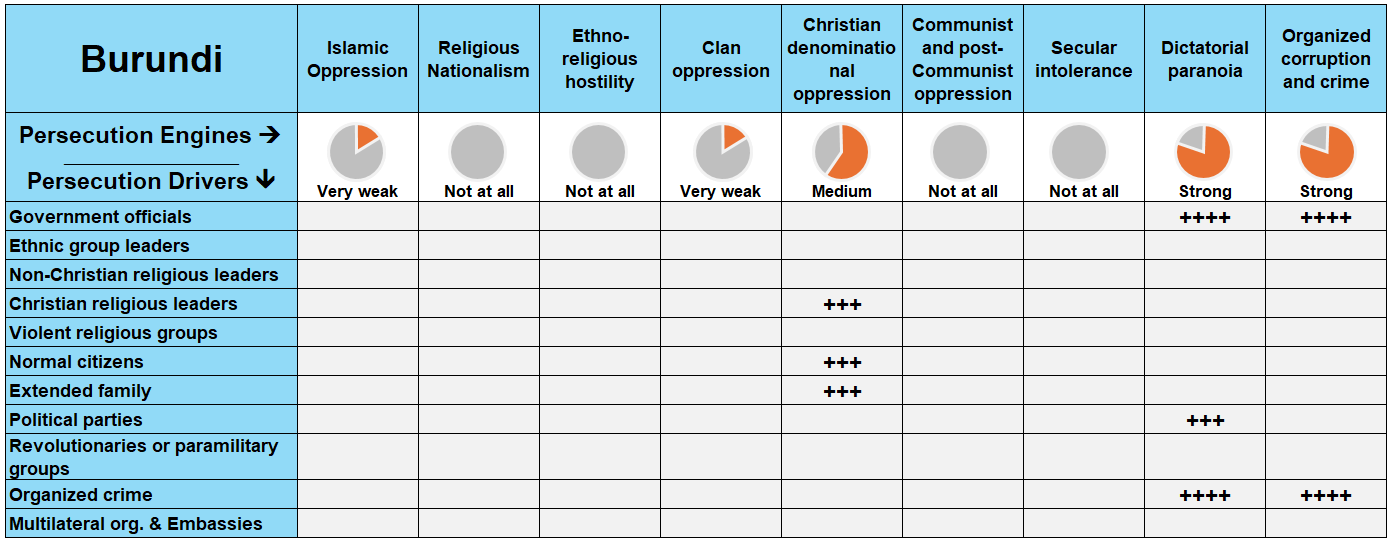 Burundi
Islamic
Oppression
Religious
Nationalism
Ethno-
religious
hostility
Clan
oppression
Christian
denominatio
nal
oppression
Communist
and post-
Communist
oppression
Secular
intolerance
Dictatorial
paranoia
Organized
corruption
and crime
Persecution Engines →
Persecution Drivers ↓
Very weak
Not at all
Not at all
Very weak
Medium
Not at all
Not at all
Strong
Strong
Government officials ++++ ++++
Ethnic group leaders
Non-Christian religious leaders
Christian religious leaders +++
Violent religious groups
Normal citizens +++
Extended family +++
Political parties +++
Revolutionaries or paramilitary
groups
Organized crime ++++ ++++
Multilateral org. & Embassies